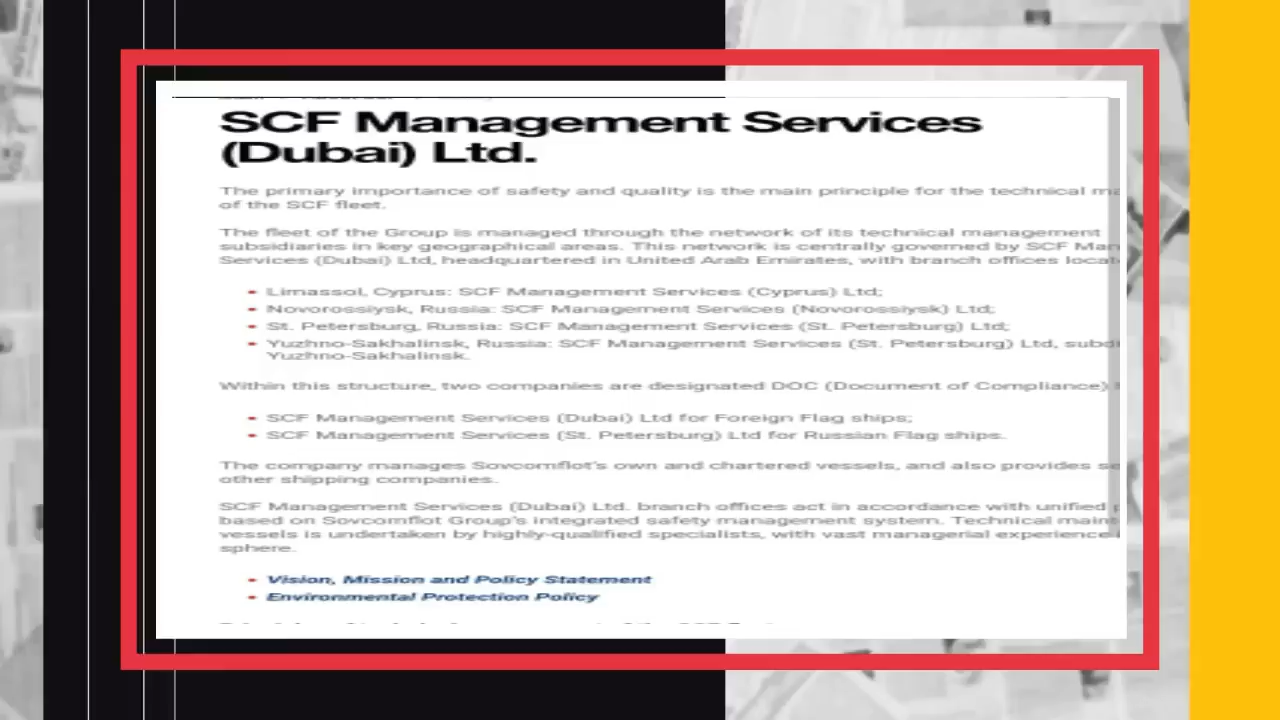 SCF Management Services
(Dubai) Ltd.
The primary importance of safety and quality is the main principle for the technical
of the SCF fleet.
The fleet of the Group is managed through the network of its technical management
subsidiaries in key geographical areas. This network is centrally governed by SCF
Services (Dubai) Ltd, headquartered in United Arab Emirates, with branch offices
• Limassol, Cyprus: SCF Management Services (Cyprus) Ltd;
• Novorossiysk, Russia: SCF Management Services (Novorossiysk) Ltd;
• St. Petersburg, Russia: SCF Management Services (St. Petersburg) Ltd;
• Yuzhno-Sakhalinsk, Russia: SCF Management Services (St. Petersburg) Ltd,
Yuzhno-Sakhalinsk.
Within this structure, two companies are designated DOC (Document of Compliance)
• SCF Management Services (Dubai) Ltd for Foreign Flag ships;
• SCF Management Services (St. Petersburg) Ltd for Russian Flag ships.
The company manages Sovcomflot's own and chartered vessels, and also provides
other shipping companies.
SCF Management Services (Dubai) Ltd. branch offices act in accordance with unified
based on Sovcomflot Group's integrated safety management system. Technical
vessels is undertaken by highly-qualified specialists, with vast managerial experience
sphere.
• Vision, Mission and Policy Statement
• Environmental Protection Policy